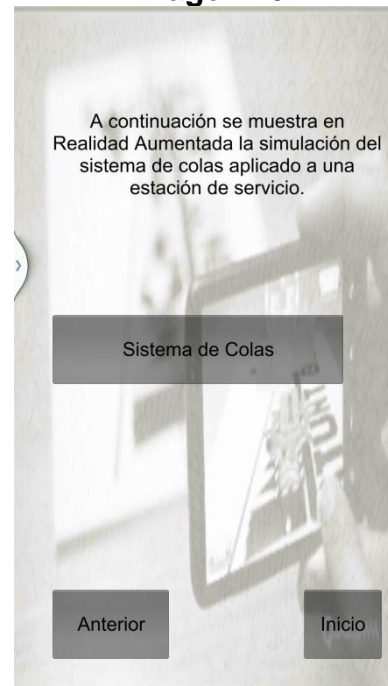 A continuación se muestra en
Realidad Aumentada la simulación del
sistema de colas aplicado a una
estación de servicio.
Sistema de Colas
Anterior
Inicio